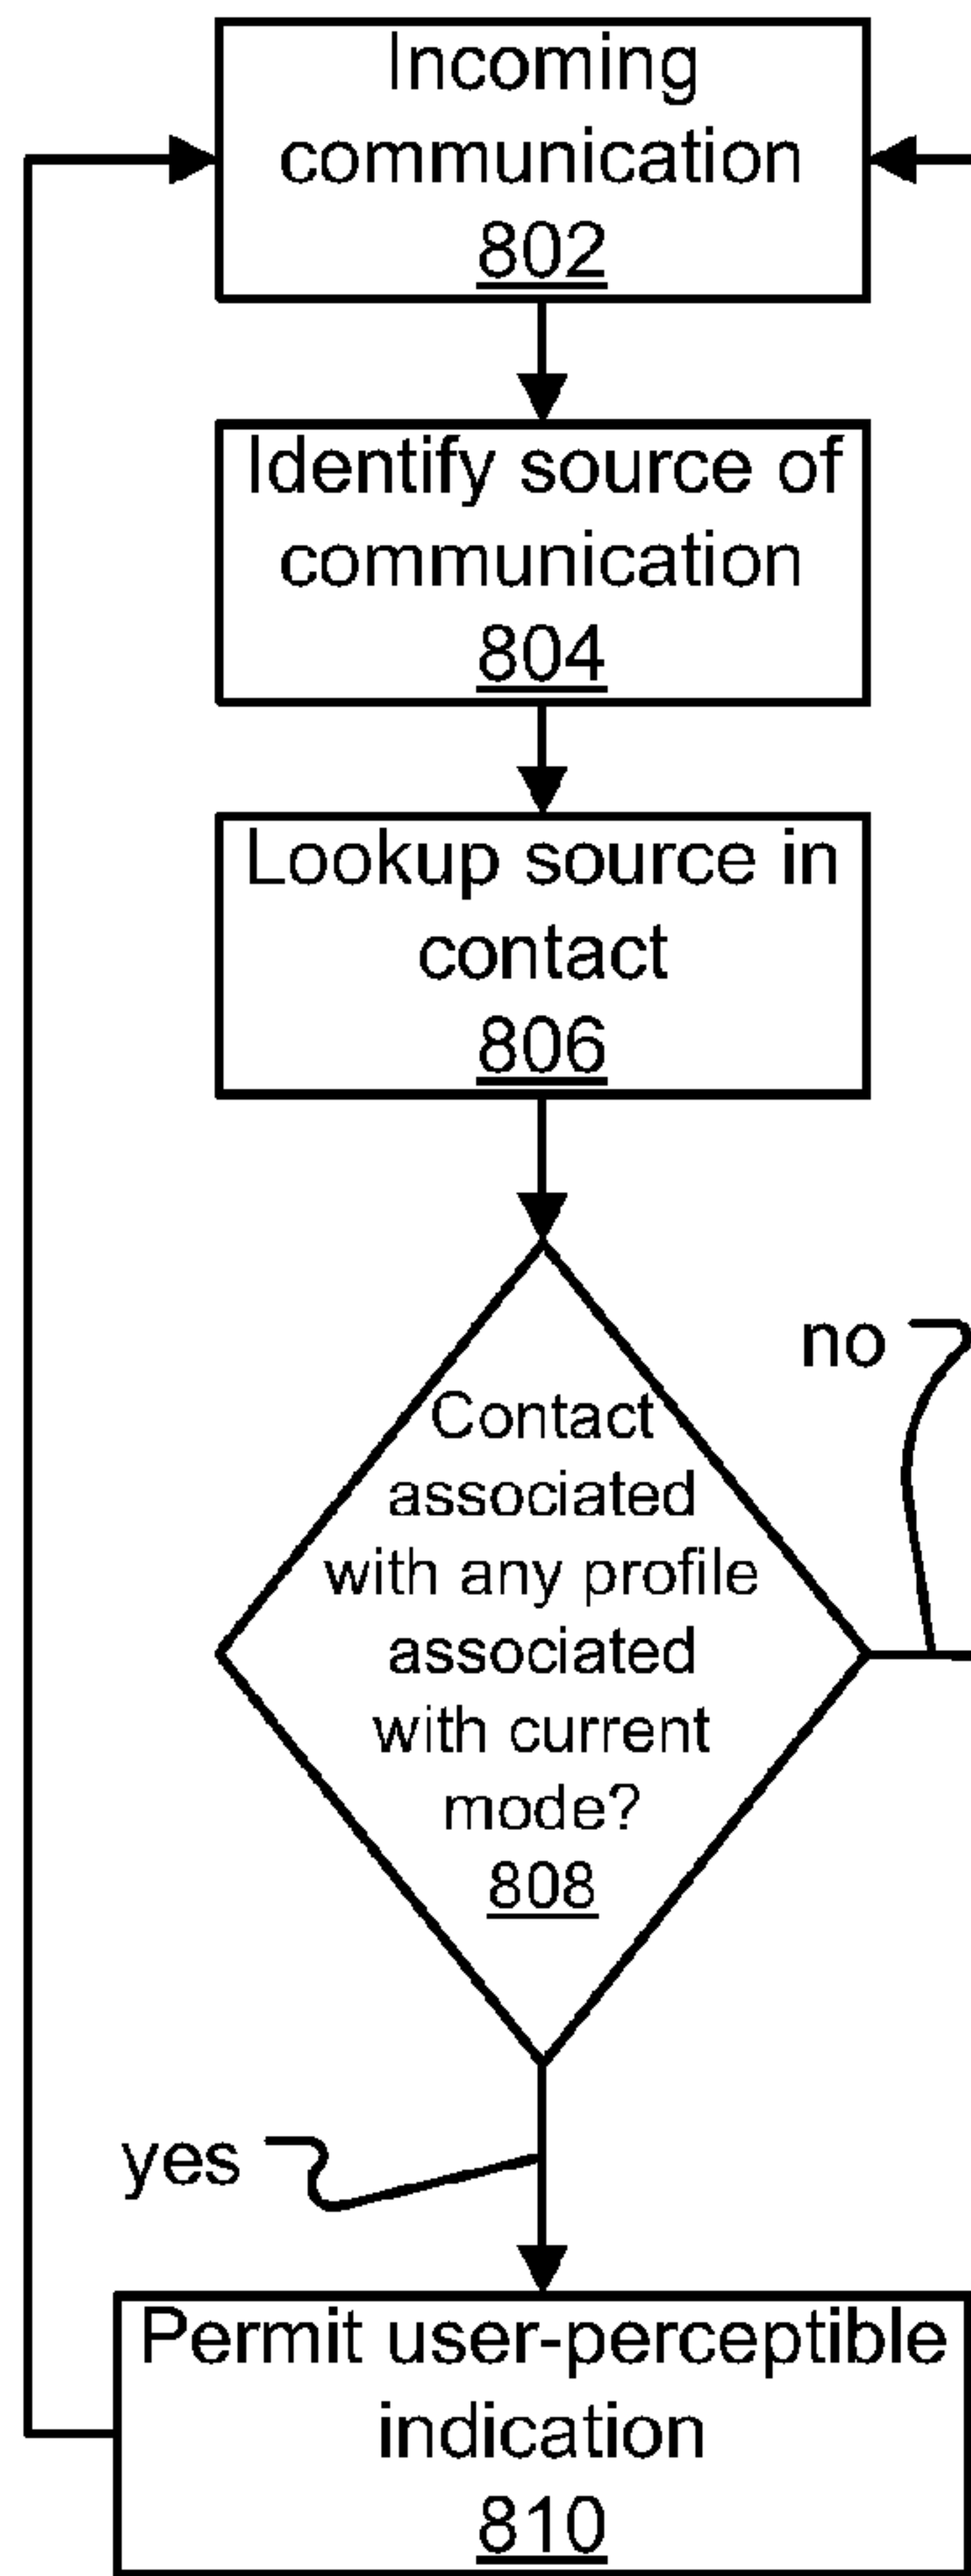 Incoming
communication
802
Identify source of
communication
804
Lookup source in
contact
806
no
Contact
associated
with any profile
associated
with current
mode?
808
yes
Permit user-perceptible
indication
810